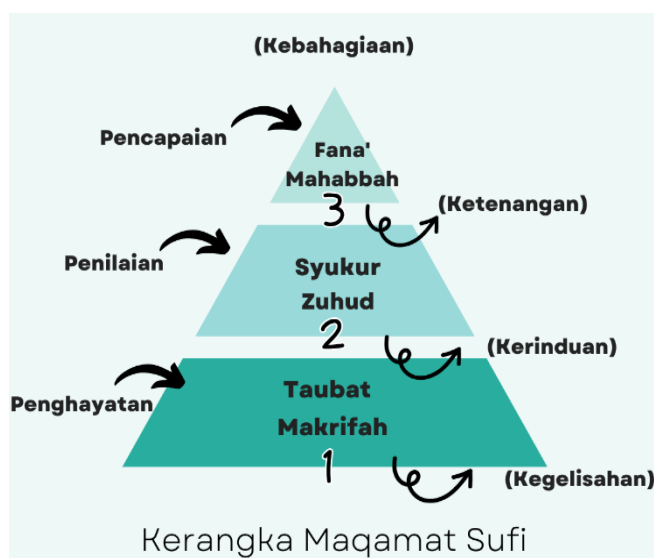 (Kebahagiaan)
Pencapaian
Fana'
Mahabbah
3
(Ketenangan)
Penilaian
Syukur
Zuhud
2
(Kerinduan)
Penghayatan
Taubat
Makrifah
1
(Kegelisahan)
Kerangka Maqamat Sufi